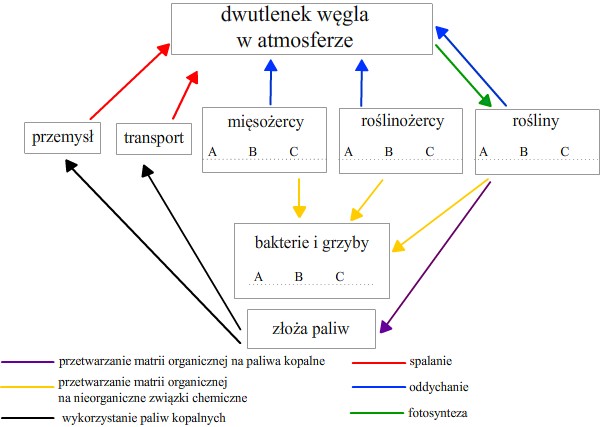 dwutlenek węgla
w atmosferze
przemysł
transport
mięsożercy
A B C
roślinożercy
A B C
rośliny
A B C
bakterie i grzyby
A B C
złoża paliw
przetwarzanie matrii organicznej na paliwa kopalne
przetwarzanie matrii organicznej
na nieorganiczne związki chemiczne
wykorzystanie paliw kopalnych
spalanie
oddychanie
fotosynteza